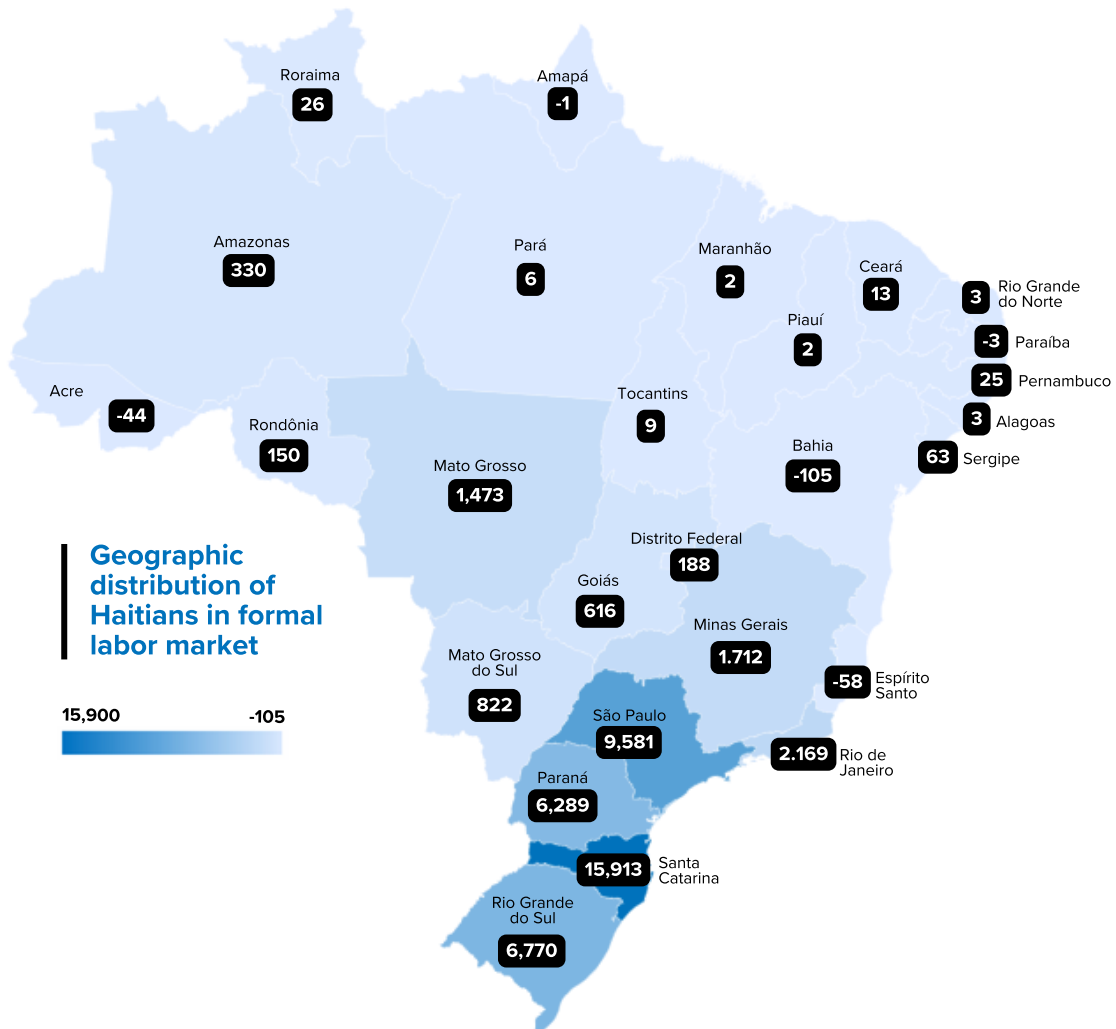 Roraima
26
Amapá
-1
Amazonas
330
Pará
6
Maranhão
2
Ceará
13
Rio Grande
do Norte
3
Piauí
2
-3
Paraíba
25
Pernambuco
Acre
-44
Tocantins
9
3
Alagoas
Rondônia
150
Bahia
-105
63
Sergipe
Mato Grosso
1,473
Geographic
distribution of
Haitians in formal
labor market
Distrito Federal
188
Goiás
616
Minas Gerais
1.712
Mato Grosso
do Sul
822
-58
Espírito
Santo
15,900
-105
São Paulo
9,581
2.169
Rio de
Janeiro
Paraná
6,289
15,913
Santa
Catarina
Rio Grande
do Sul
6,770